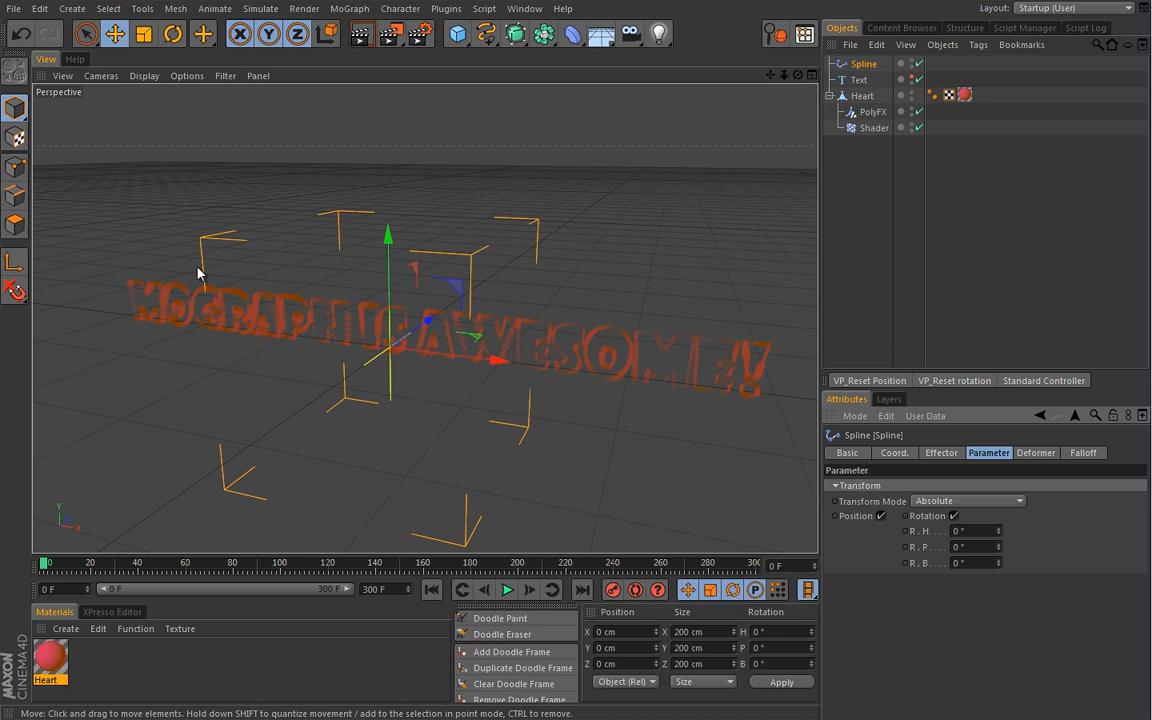 File Edit Create Select Tools Mesh Animate Simulate Render MoGraph Character Plugins Script Window Help Layout: Startup (User)
X Y Z
Objects Content Browser Structure Script Manager Script Log
View Help
File Edit View Objects Tags Bookmarks
View Cameras Display Options Filter Panel
Perspective
Spline
Text
Heart
PolyFX
Shader
MOGRAPH IS AWESOME!
VP_Reset Position VP_Reset rotation Standard Controller
Attributes Layers
Mode Edit User Data
Spline [Spline]
Basic Coord. Effector Parameter Deformer Falloff
Parameter
Transform
Transform Mode Absolute
Position Rotation
R . H . . . . 0 °
R . P . . . . 0 °
R . B . . . . 0 °
Y
X
0 20 40 60 80 100 120 140 160 180 200 220 240 260 280 30( 0 F
0 F 0 F 300 F 300 F P
Materials XPresso Editor
Create Edit Function Texture
Heart
MAXON
CINEMA 4D
Doodle Paint
Doodle Eraser
Add Doodle Frame
Duplicate Doodle Frame
Clear Doodle Frame
Remove Doodle Frame
Position Size Rotation
X 0 cm X 200 cm H 0 °
Y 0 cm Y 200 cm P 0 °
Z 0 cm Z 200 cm B 0 °
Object (Rel) Size Apply
Move: Click and drag to move elements. Hold down SHIFT to quantize movement / add to the selection in point mode, CTRL to remove.